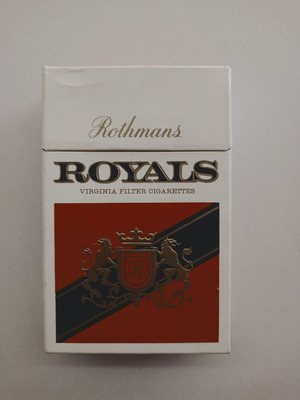 Rothmans
ROYALS
VIRGINIA FILTER CIGARETTES
R